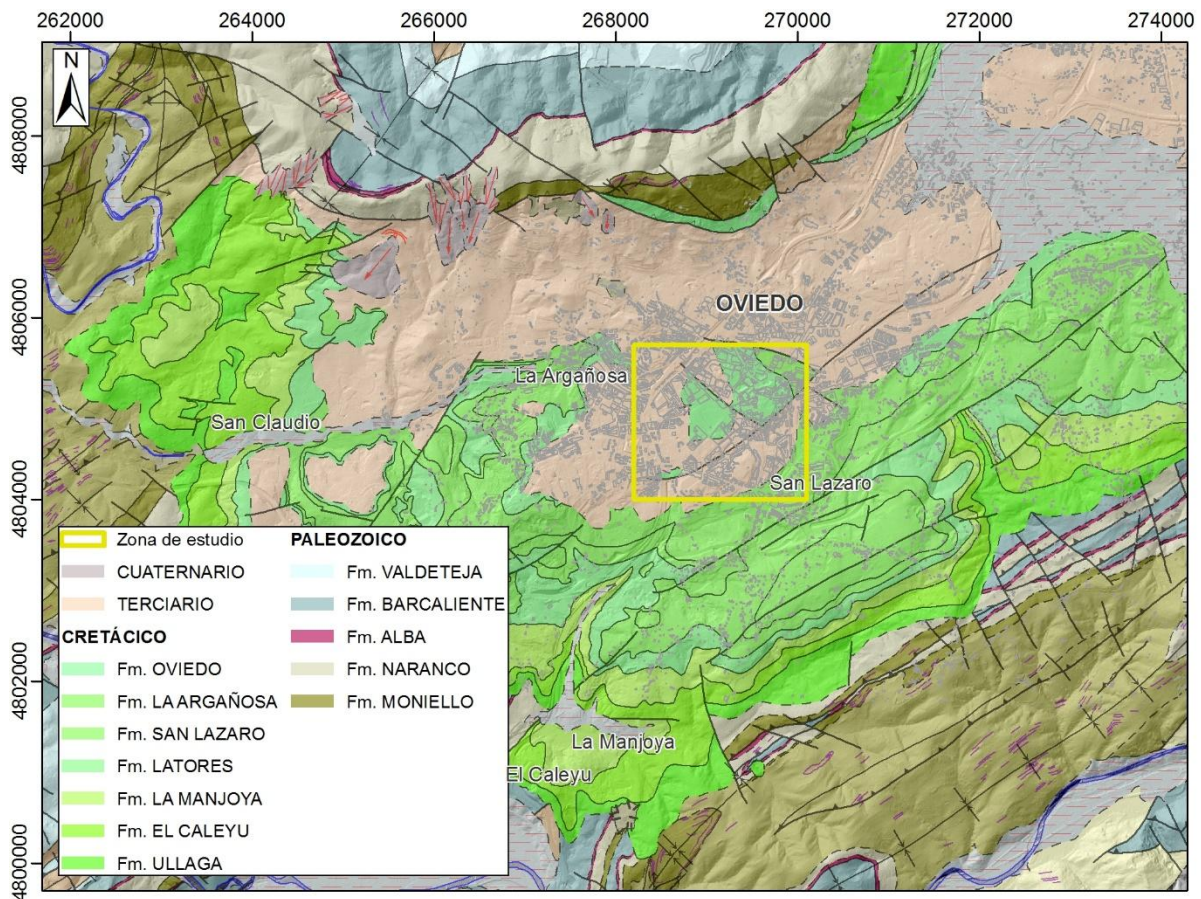 262000 264000 266000 268000 270000 272000 274000
N
4808000
OVIEDO
4806000
La Argañosa
San Claudio
San Lazaro
4804000
Zona de estudio
CUATERNARIO
TERCIARIO
CRETÁCICO
Fm. OVIEDO
Fm. LA ARGAÑOSA
Fm. SAN LAZARO
Fm. LATORES
Fm. LA MANJOYA
Fm. EL CALEYU
Fm. ULLAGA
PALEOZOICO
Fm. VALDETEJA
Fm. BARCALIENTE
Fm. ALBA
Fm. NARANCO
Fm. MONIELLO
4802000
La Manjoya
El Caleyu
4800000